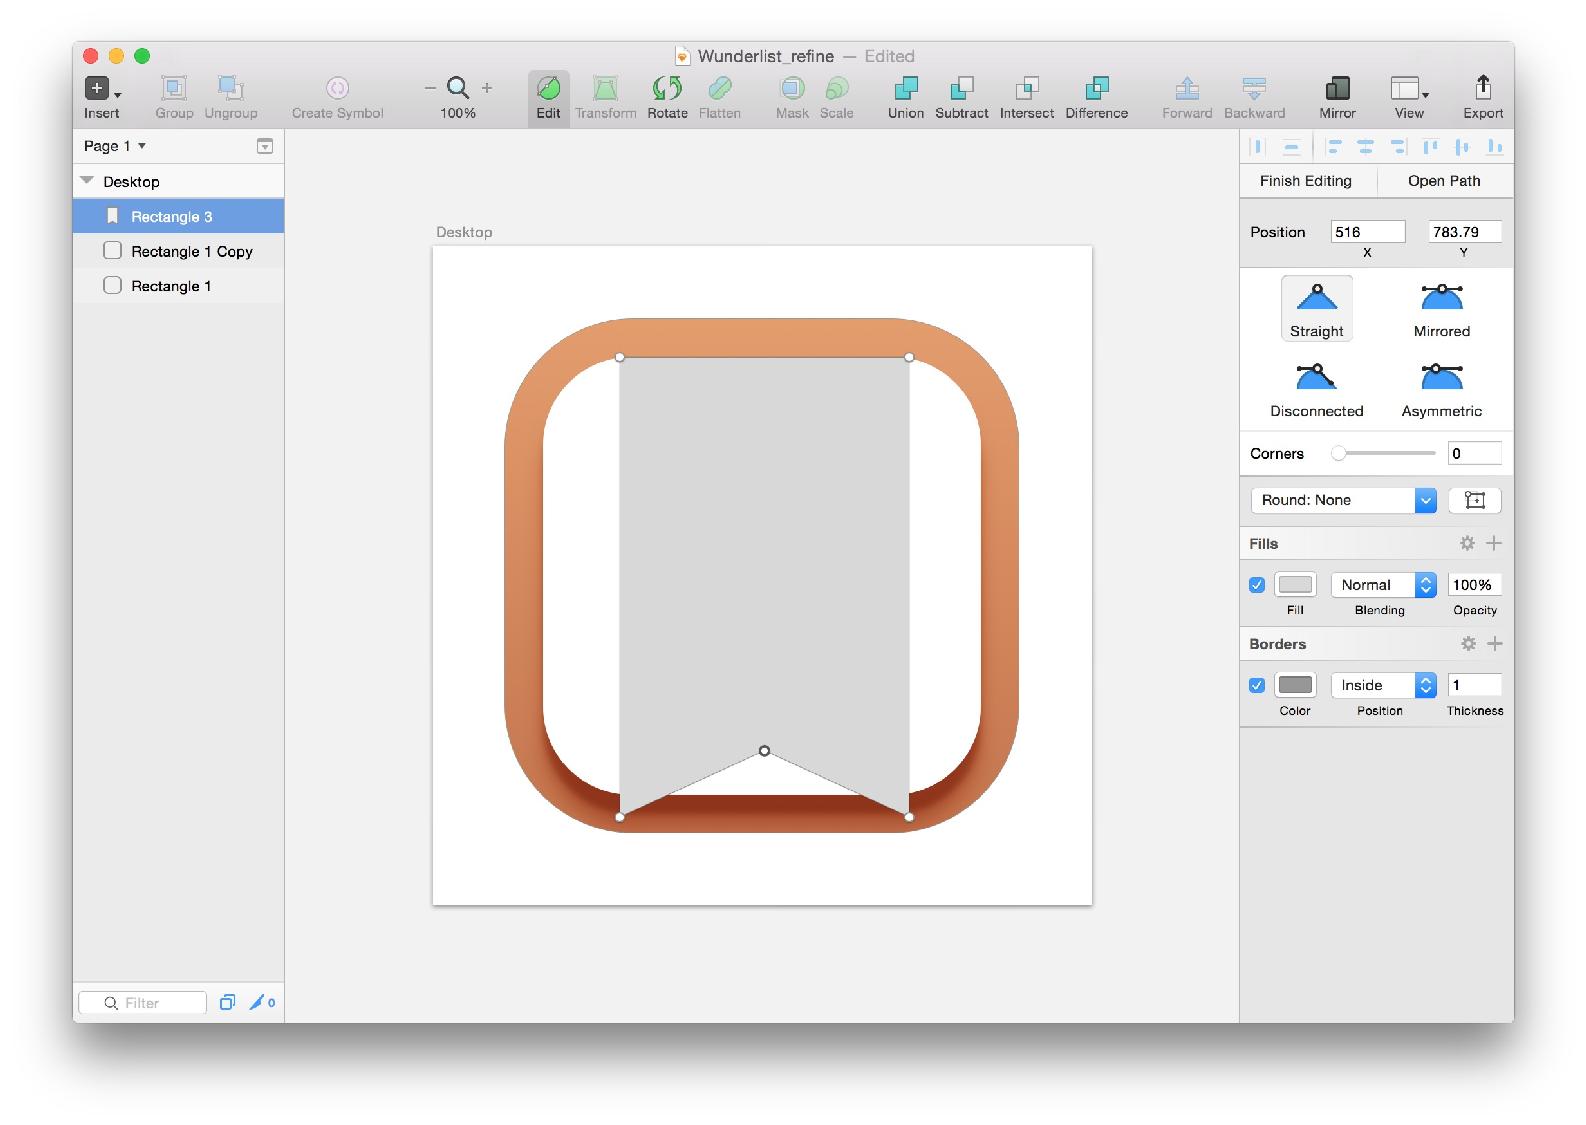 Wunderlist_refine — Edited
Insert Group Ungroup Create Symbol 100% Edit Transform Rotate Flatten Mask Scale Union Subtract Intersect Difference Forward Backward Mirror View Export
Page 1
Desktop
Rectangle 3
Rectangle 1 Copy
Rectangle 1
Filter 0
Desktop
Finish Editing Open Path
Position 516 783.79
X Y
Straight Mirrored
Disconnected Asymmetric
Corners 0
Round: None
Fills
Normal 100%
Fill Blending Opacity
Borders
Inside 1
Color Position Thickness